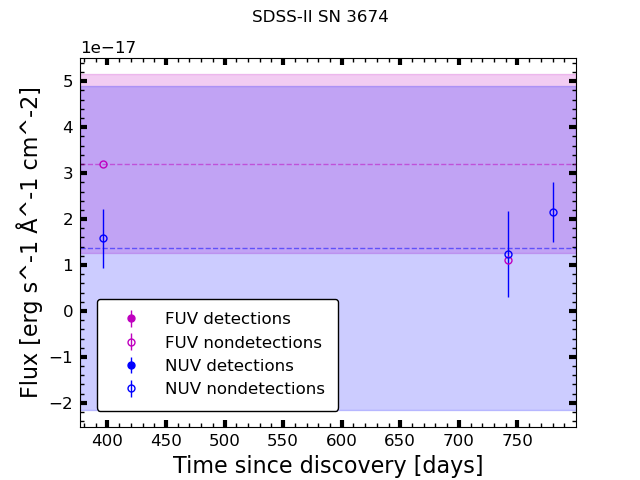 SDSS-II SN 3674
1e−17
5
4
3
2
1
0
−1
−2
Flux [erg s^-1 Å^-1 cm^-2]
FUV detections
FUV nondetections
NUV detections
NUV nondetections
400 450 500 550 600 650 700 750
Time since discovery [days]